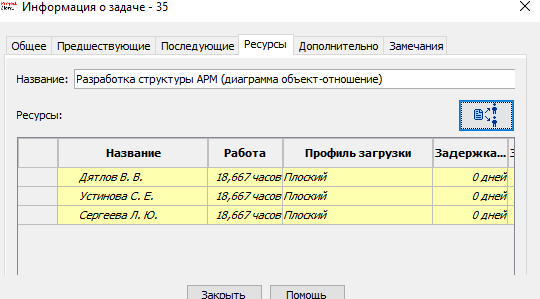 Информация о задаче - 35
Общее Предшествующие Последующие Ресурсы Дополнительно Замечания
Название: Разработка структуры АРМ (диаграмма объект-отношение)
Ресурсы:
Название Работа Профиль загрузки Задержка...
Дятлов В. В. 18,667 часов Плоский 0 дней
Устинова С. Е. 18,667 часов Плоский 0 дней
Сергеева Л. Ю. 18,667 часов Плоский 0 дней
Закрыть Помощь